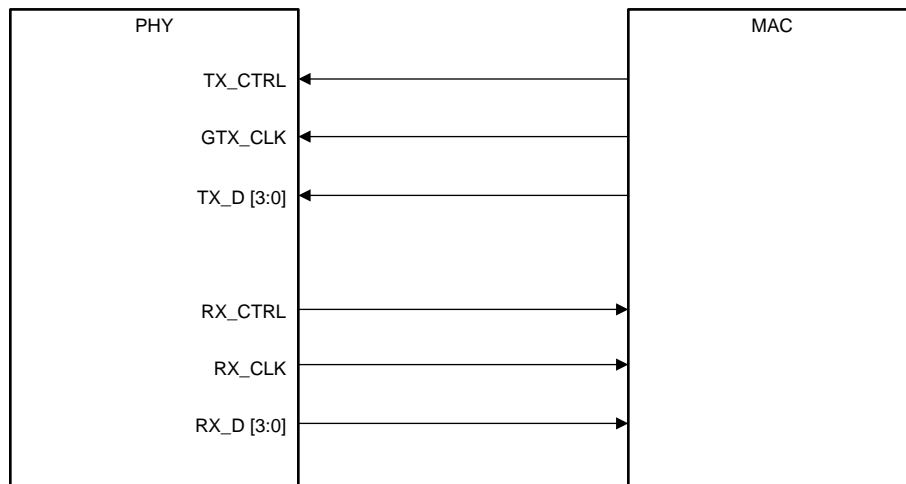 PHY
MAC
TX_CTRL
GTX_CLK
TX_D [3:0]
RX_CTRL
RX_CLK
RX_D [3:0]